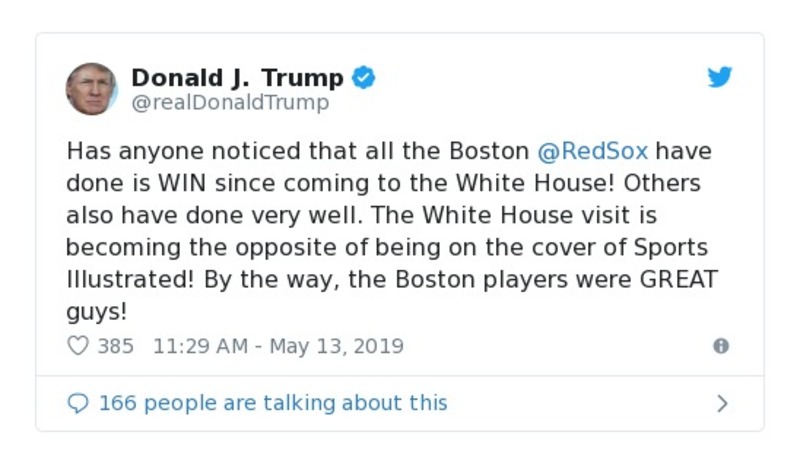 Donald J. Trump
@realDonaldTrump
Has anyone noticed that all the Boston @RedSox have
done is WIN since coming to the White House! Others
also have done very well. The White House visit is
becoming the opposite of being on the cover of Sports
Illustrated! By the way, the Boston players were GREAT
guys!
385 11:29 AM - May 13, 2019
166 people are talking about this